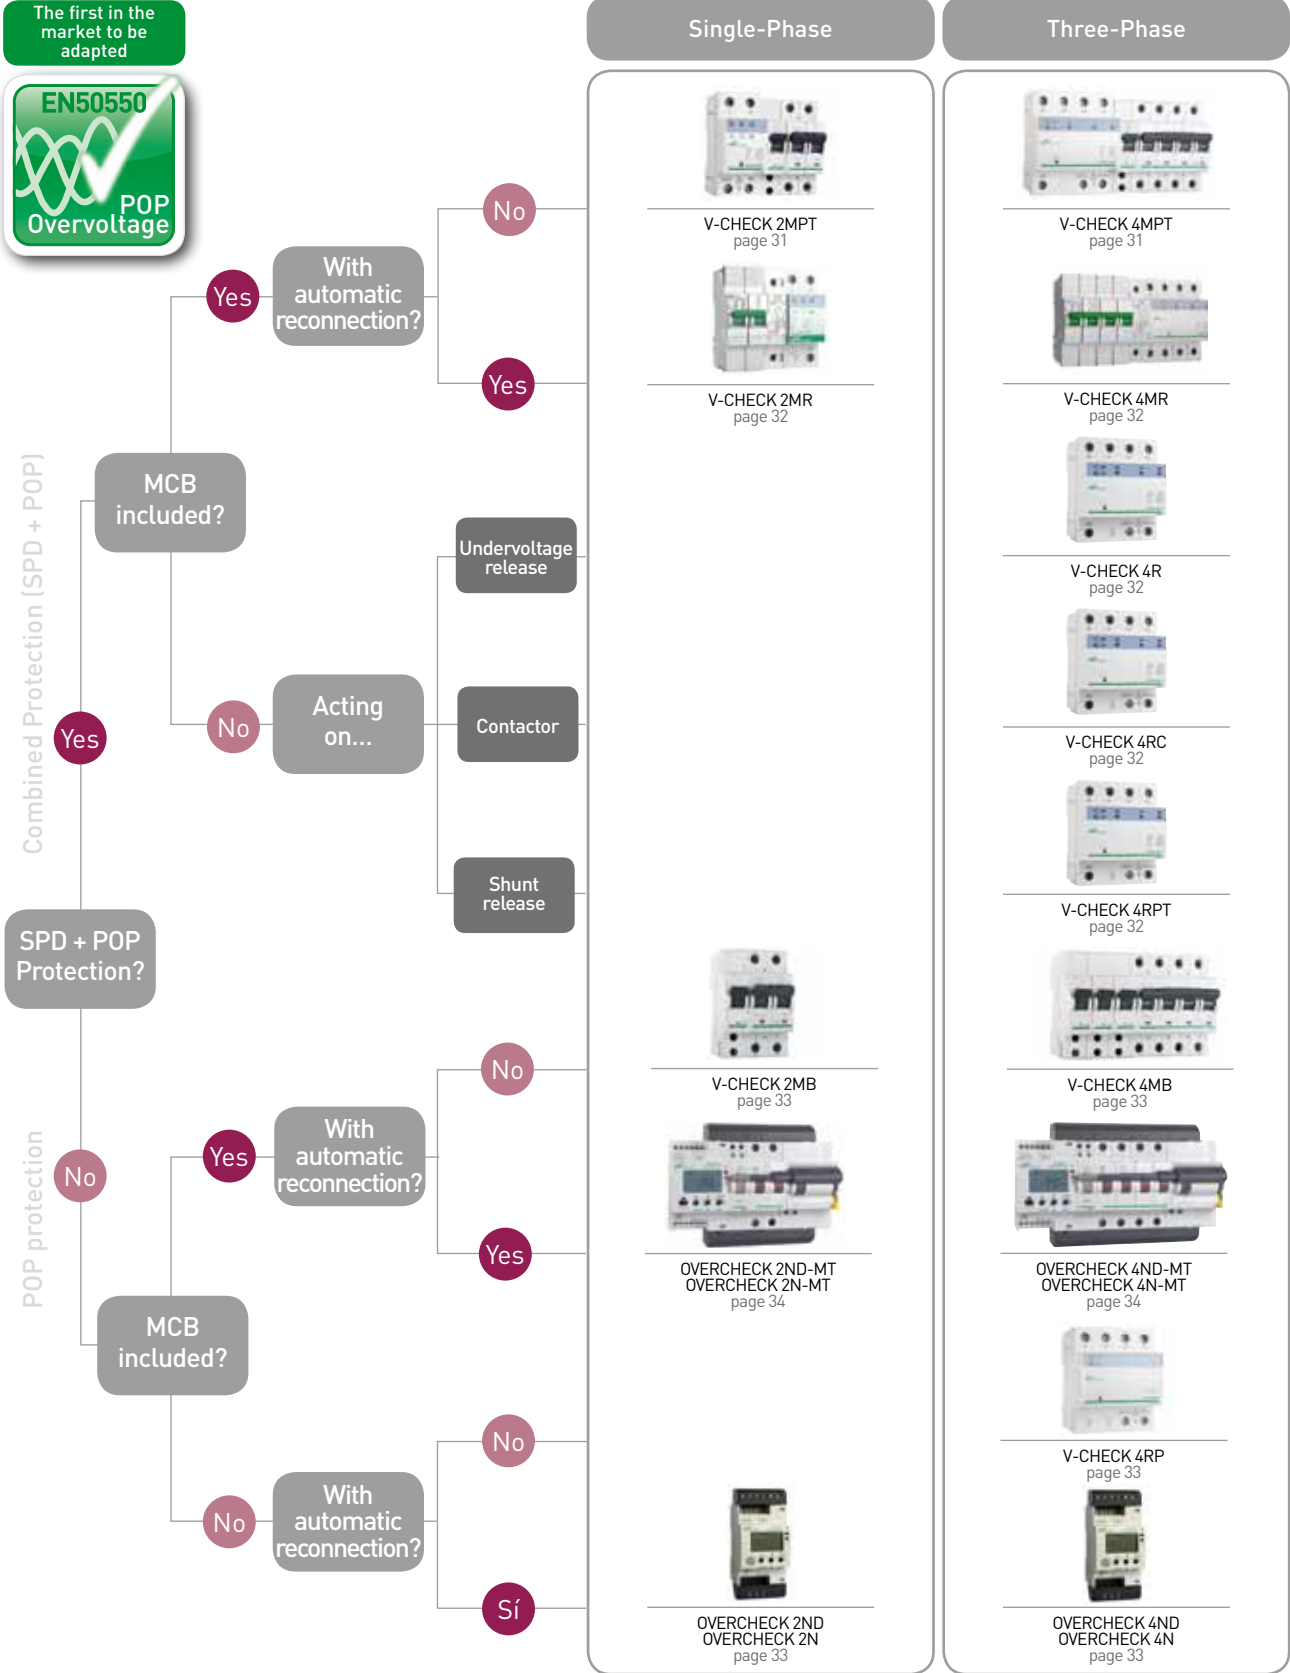 The first in the
market to be
adapted
EN50550
POP
Overvoltage
Single-Phase
Three-Phase
No
V-CHECK 2MPT
page 31
V-CHECK 4MPT
page 31
Yes
With
automatic
reconnection?
Yes
V-CHECK 2MR
page 32
V-CHECK 4MR
page 32
Combined Protection (SPD + POP)
MCB
included?
Undervoltage
release
V-CHECK 4R
page 32
Yes
No
Acting
on...
Contactor
V-CHECK 4RC
page 32
Shunt
release
V-CHECK 4RPT
page 32
SPD + POP
Protection?
No
V-CHECK 2MB
page 33
V-CHECK 4MB
page 33
POP protection
No
Yes
With
automatic
reconnection?
Yes
OVERCHECK 2ND-MT
OVERCHECK 2N-MT
page 34
OVERCHECK 4ND-MT
OVERCHECK 4N-MT
page 34
MCB
included?
No
V-CHECK 4RP
page 33
No
With
automatic
reconnection?
Sí
OVERCHECK 2ND
OVERCHECK 2N
page 33
OVERCHECK 4ND
OVERCHECK 4N
page 33